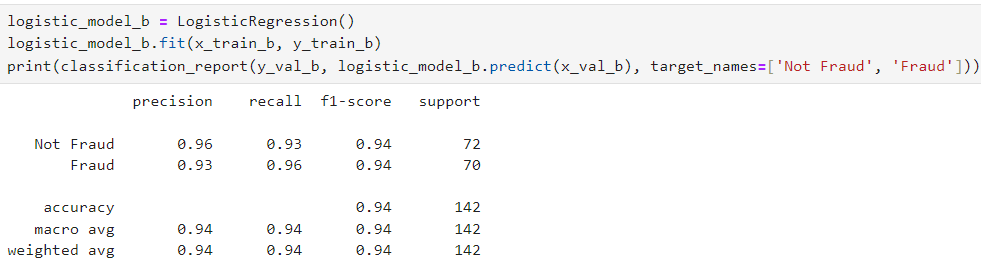 logistic_model_b = LogisticRegression()
logistic_model_b.fit(x_train_b, y_train_b)
print(classification_report(y_val_b, logistic_model_b.predict(x_val_b), target_names=['Not Fraud', 'Fraud']))
precision recall f1-score support
Not Fraud 0.96 0.93 0.94 72
Fraud 0.93 0.96 0.94 70
accuracy 0.94 142
macro avg 0.94 0.94 0.94 142
weighted avg 0.94 0.94 0.94 142